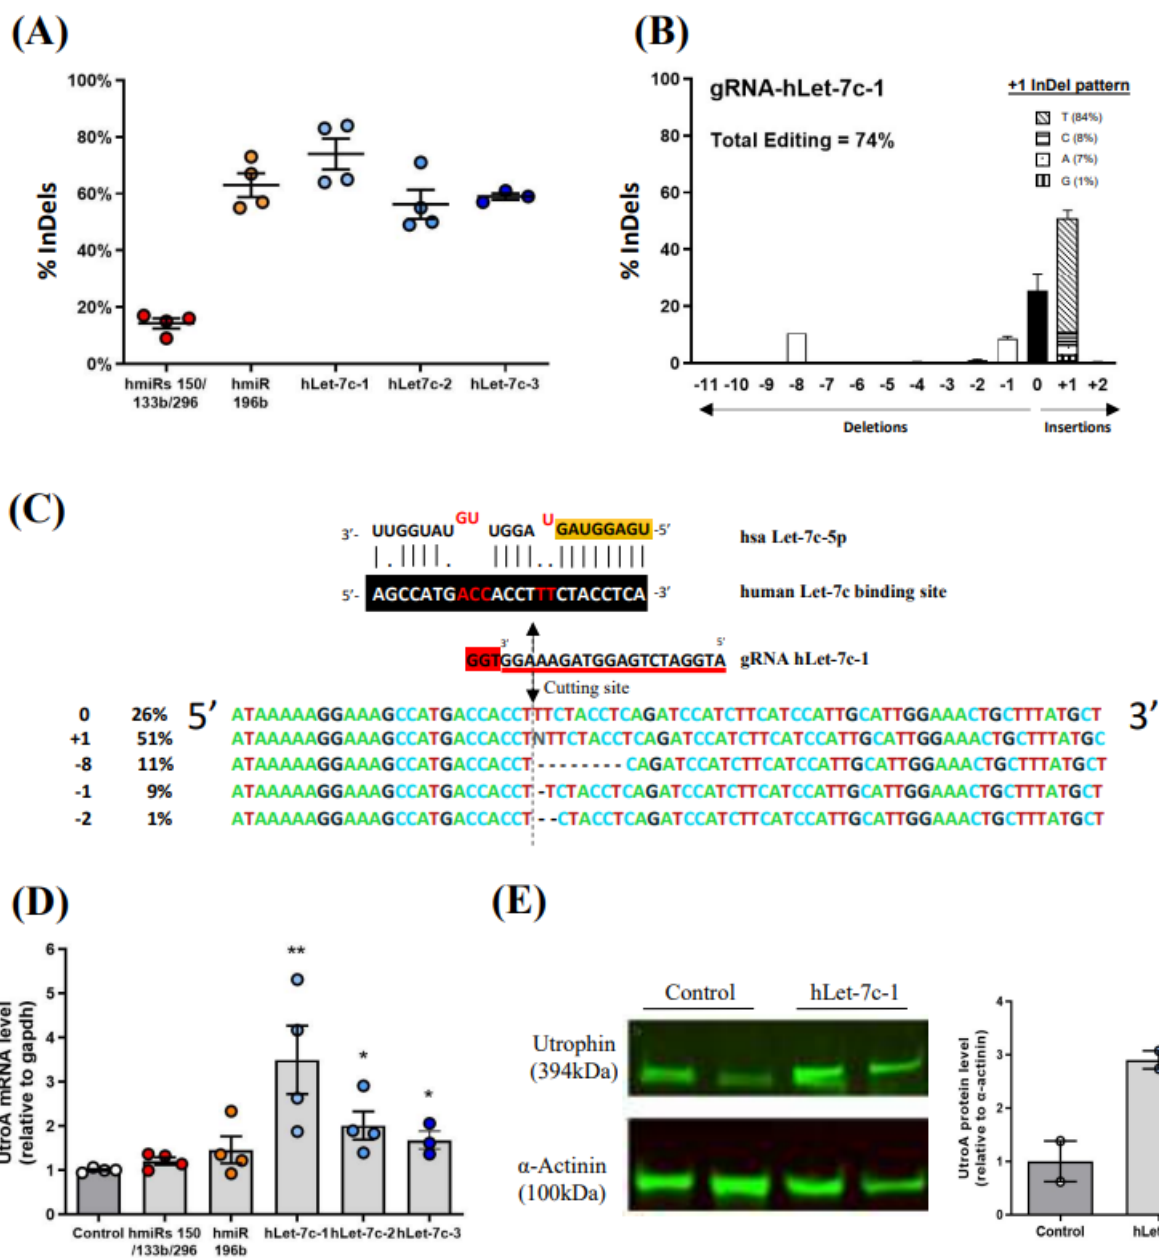 (A)
100%
80%
60%
40%
20%
0%
% InDels
hmiRs 150/
133b/296
hmiR
196b
hLet-7c-1
hLet-7c-2
hLet-7c-3
(B)
100
80
60
40
20
0
% InDels
gRNA-hLet-7c-1
Total Editing = 74%
+1 InDel pattern
T (84%)
C (8%)
A (7%)
G (1%)
-11 -10 -9 -8 -7 -6 -5 -4 -3 -2 -1 0 +1 +2
Deletions
Insertions
(C)
3'- UUGGUAU GU UGGA U GAUGGAGU -5'
hsa Let-7c-5p
5'- AGCCATGACCACCTTTCTACCTCA -3'
human Let-7c binding site
3' 5'
GGTGGAAAGATGGAGTCTAGGTA
gRNA hLet-7c-1
Cutting site
5' 3'
0 26% ATAAAAAGGAAAGCCATGACCACCTTTCTACCTCAGATCCATCTTCATCCATTGCATTGGAAACTGCTTTATGCT
+1 51% ATAAAAAGGAAAGCCATGACCACCTNTTCTACCTCAGATCCATCTTCATCCATTGCATTGGAAACTGCTTTATGC
-8 11% ATAAAAAGGAAAGCCATGACCACCT--------CAGATCCATCTTCATCCATTGCATTGGAAACTGCTTTATGCT
-1 9% ATAAAAAGGAAAGCCATGACCACCT-TCTACCTCAGATCCATCTTCATCCATTGCATTGGAAACTGCTTTATGCT
-2 1% ATAAAAAGGAAAGCCATGACCACCT--CTACCTCAGATCCATCTTCATCCATTGCATTGGAAACTGCTTTATGCT
(D)
UtroA mRNA level
(relative to gapdh)
6
5
4
3
2
1
0
**
*
*
Control
hmiRs 150
/133b/296
hmiR
196b
hLet-7c-1
hLet-7c-2
hLet-7c-3
(E)
Control
hLet-7c-1
Utrophin
(394kDa)
α-Actinin
(100kDa)
UtroA protein level
(relative to α-actinin)
4
3
2
1
0
Control
hLet